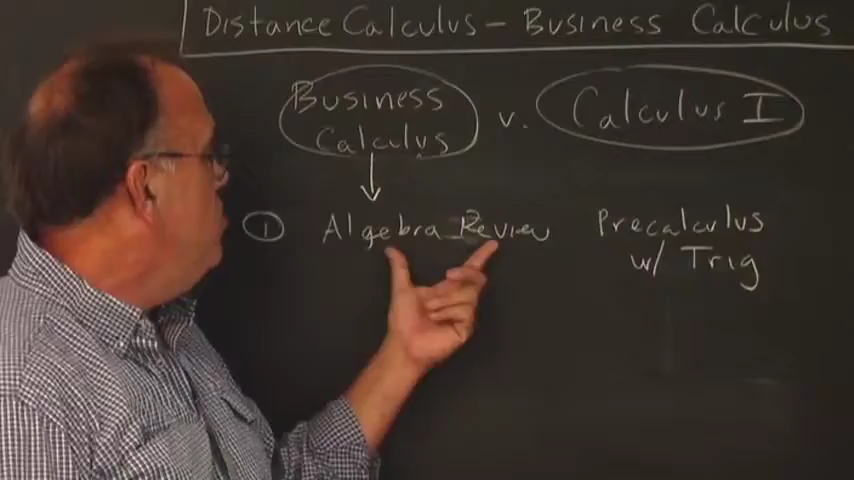 Distance Calculus - Business Calculus
Business
Calculus
v.
Calculus I
① Algebra Review
Precalculus
w/ Trig